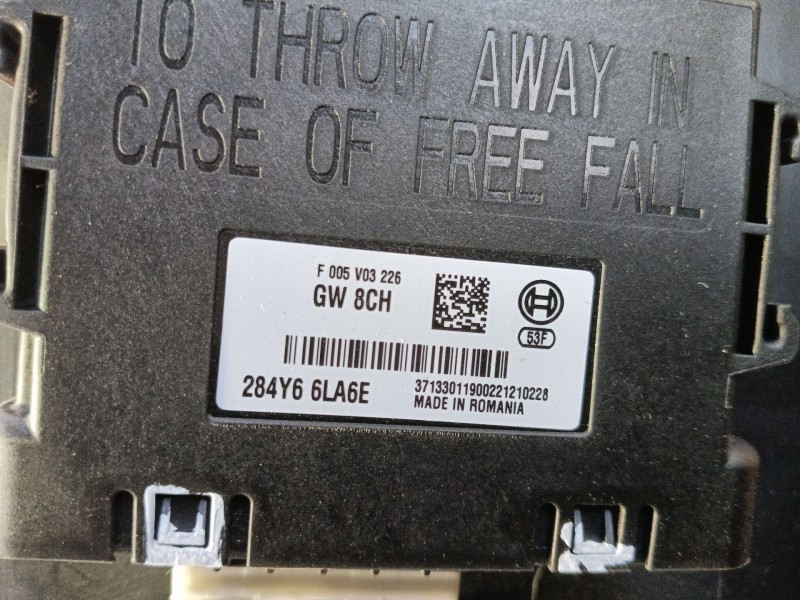 TO THROW AWAY IN
CASE OF FREE FALL
F 005 V03 226
GW 8CH
53F
284Y6 6LA6E
37133011900221210228
MADE IN ROMANIA